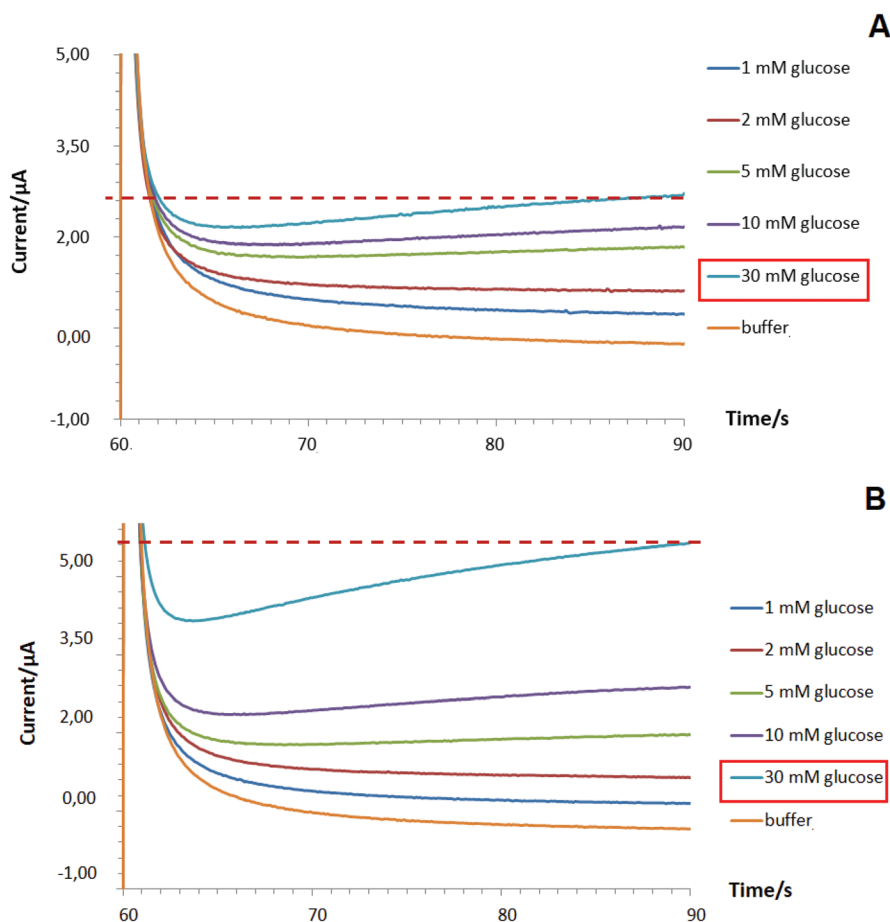 A
5,00
3,50
2,00
0,00
-1,00
Current/µA
60.
70
80
90
Time/s
1 mM glucose
2 mM glucose
5 mM glucose
10 mM glucose
30 mM glucose
buffer.
B
5,00
3,50
2,00
0,00
-1,00
Current/µA
60
70
80
90
Time/s
1 mM glucose
2 mM glucose
5 mM glucose
10 mM glucose
30 mM glucose
buffer.